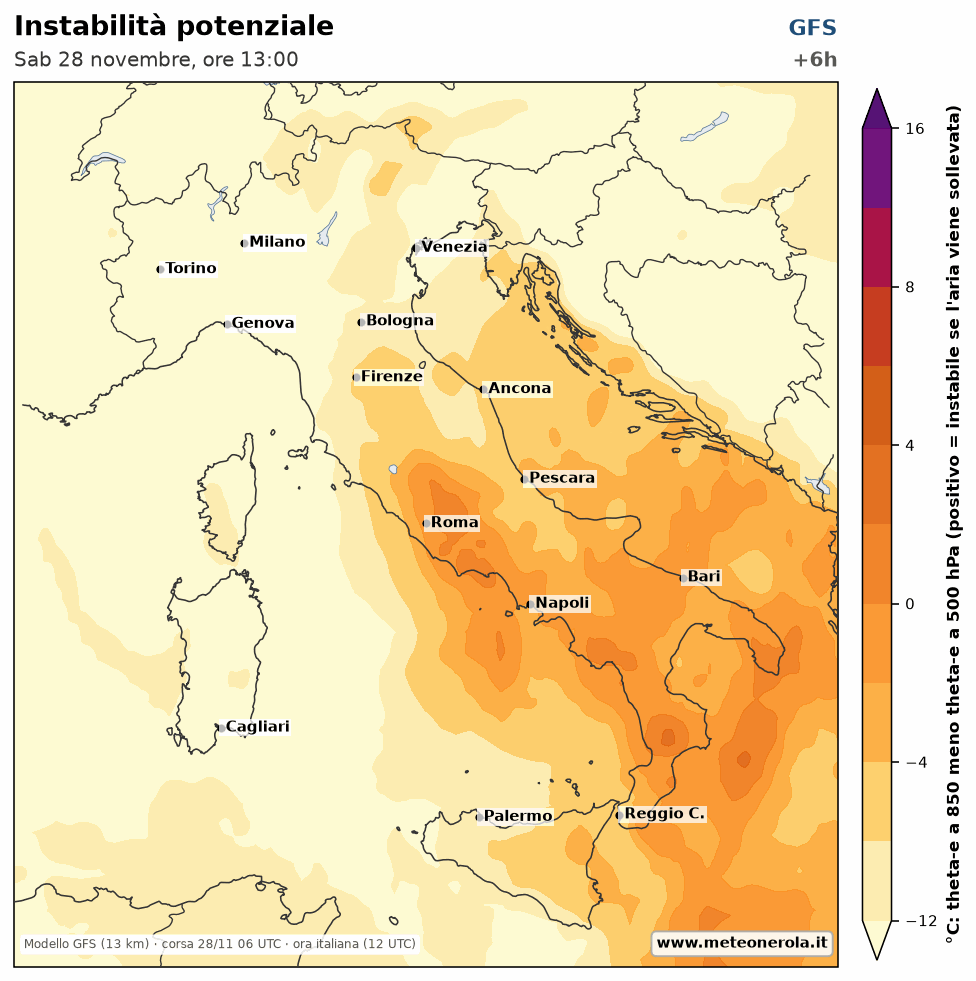 Instabilità potenziale
GFS
Sab 28 novembre, ore 13:00
+6h
16
8
4
0
−4
−12
°C: theta-e a 850 meno theta-e a 500 hPa (positivo = instabile se l'aria viene sollevata)
Milano
Venezia
Torino
Genova
Bologna
Firenze
Ancona
Pescara
Roma
Bari
Napoli
Cagliari
Palermo
Reggio C.
Modello GFS (13 km) · corsa 28/11 06 UTC · ora italiana (12 UTC)
www.meteonerola.it